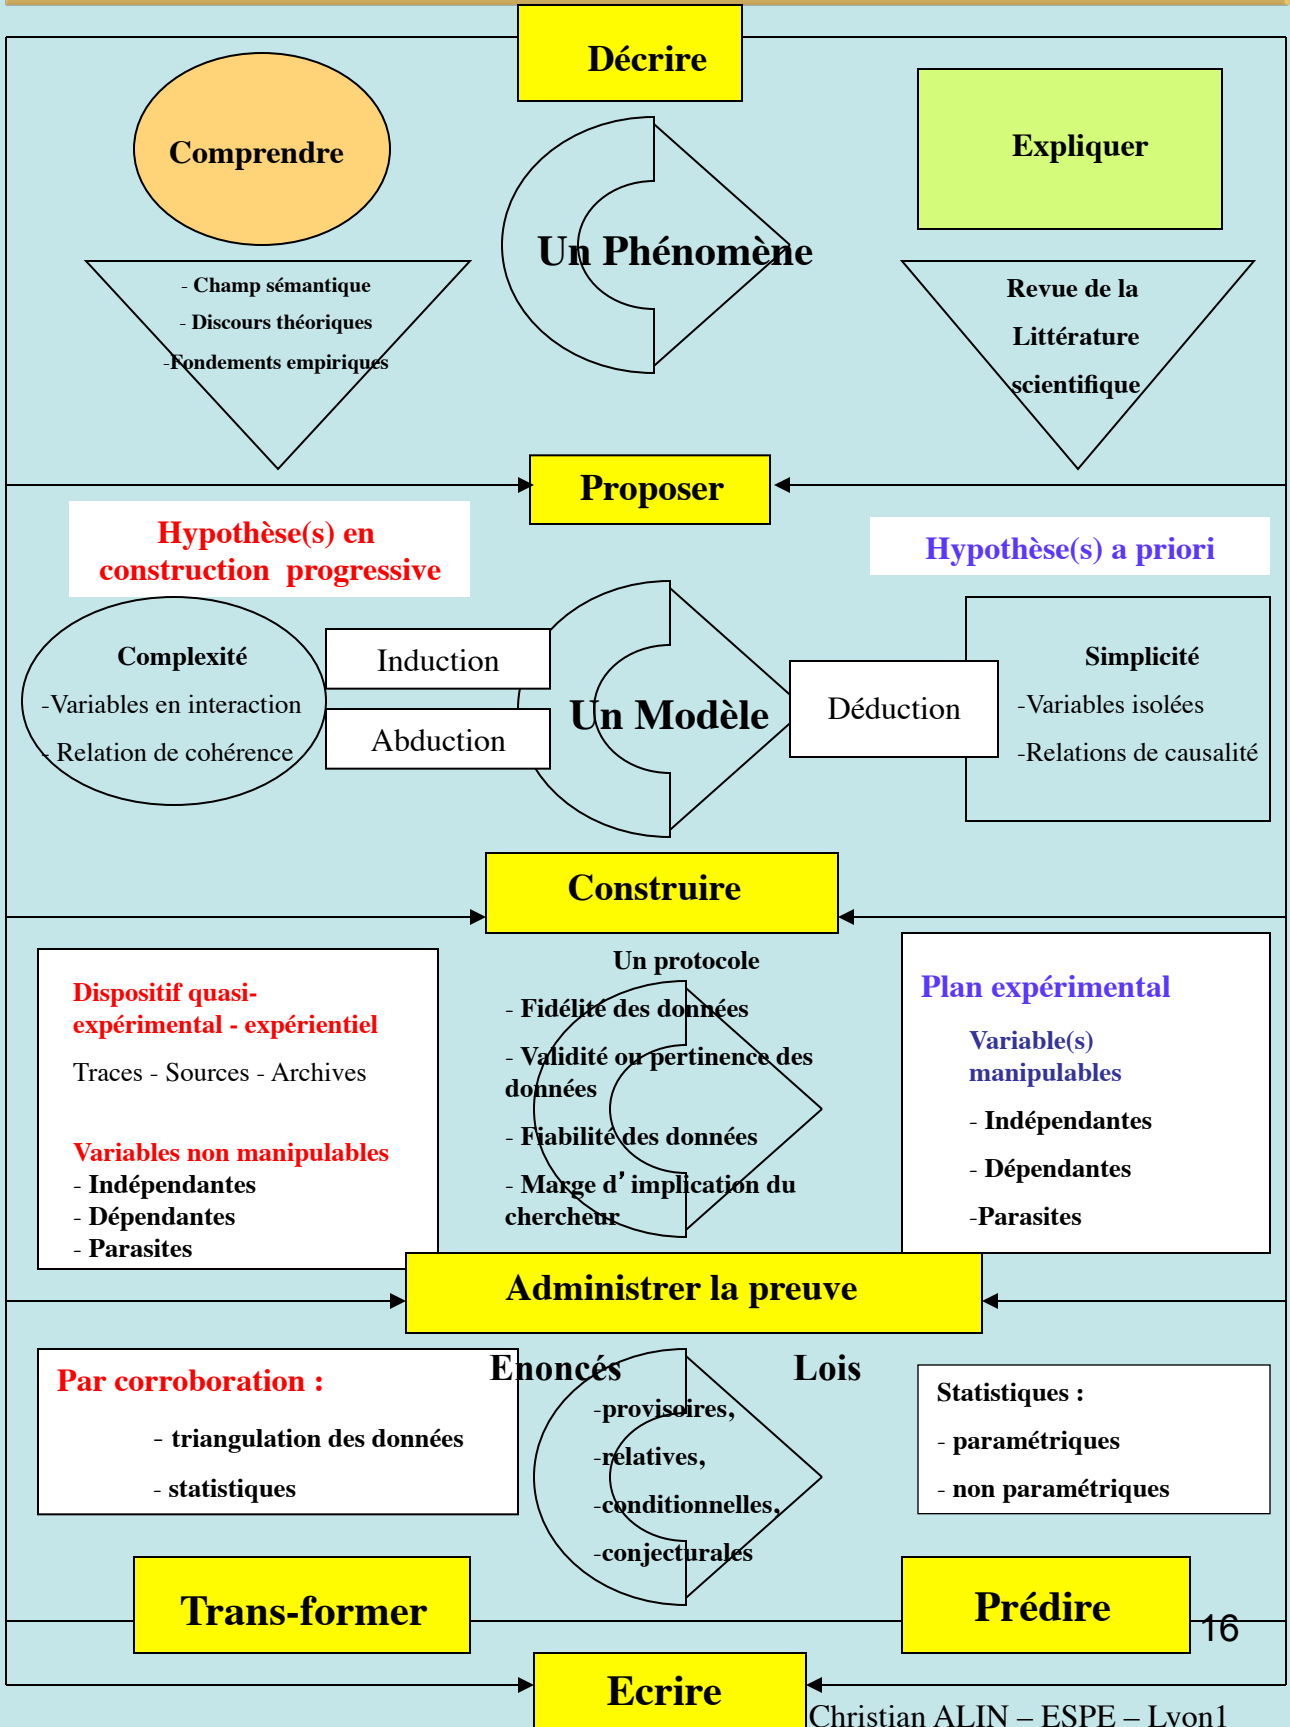 Décrire
Comprendre
Expliquer
Un Phénomène
- Champ sémantique
- Discours théoriques
-Fondements empiriques
Revue de la
Littérature
scientifique
Proposer
Hypothèse(s) en
construction progressive
Hypothèse(s) a priori
Complexité
-Variables en interaction
- Relation de cohérence
Induction
Abduction
Un Modèle
Déduction
Simplicité
-Variables isolées
-Relations de causalité
Construire
Dispositif quasi-
expérimental - expérientiel
Traces - Sources - Archives
Variables non manipulables
- Indépendantes
- Dépendantes
- Parasites
Un protocole
- Fidélité des données
- Validité ou pertinence des
données
- Fiabilité des données
- Marge d’implication du
chercheur
Plan expérimental
Variable(s)
manipulables
- Indépendantes
- Dépendantes
-Parasites
Administrer la preuve
Par corroboration :
- triangulation des données
- statistiques
Enoncés Lois
-provisoires,
-relatives,
-conditionnelles,
-conjecturales
Statistiques :
- paramétriques
- non paramétriques
Trans-former
Prédire
16
Ecrire
Christian ALIN – ESPE – Lyon1